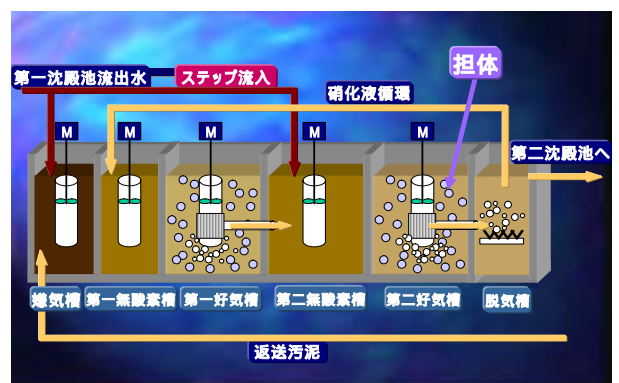 担体
第一沈殿池流出水
ステップ流入
硝化液循環
M
M
M
M
M
第二沈殿池へ
嫌気槽
第一無酸素槽
第一好気槽
第二無酸素槽
第二好気槽
脱気槽
返送汚泥